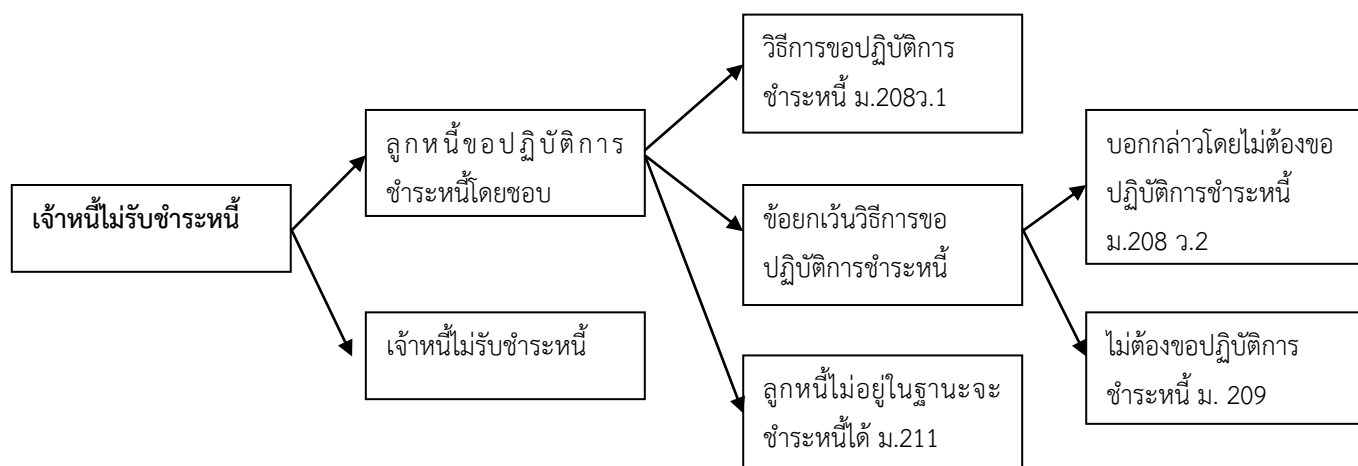 เจ้าหนี้ไม่รับชำระหนี้
ลูกหนี้ขอปฏิบัติการ
ชำระหนี้โดยชอบ
เจ้าหนี้ไม่รับชำระหนี้
วิธีการขอปฏิบัติการ
ชำระหนี้ ม.208ว.1
ข้อยกเว้นวิธีการขอ
ปฏิบัติการชำระหนี้
ลูกหนี้ไม่อยู่ในฐานะจะ
ชำระหนี้ได้ ม.211
บอกกล่าวโดยไม่ต้องขอ
ปฏิบัติการชำระหนี้
ม.208 ว.2
ไม่ต้องขอปฏิบัติการ
ชำระหนี้ ม. 209